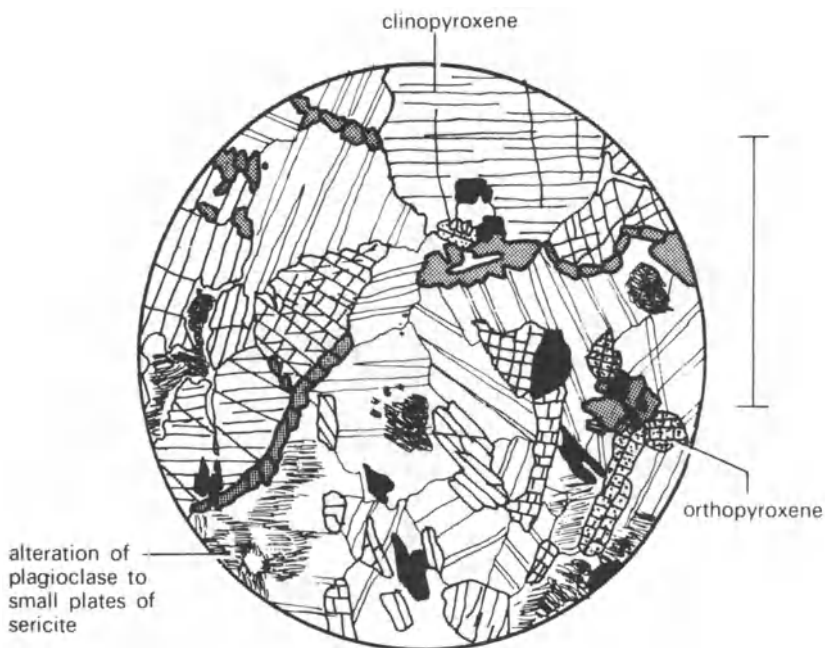 clinopyroxene
orthopyroxene
alteration of
plagioclase to
small plates of
sericite